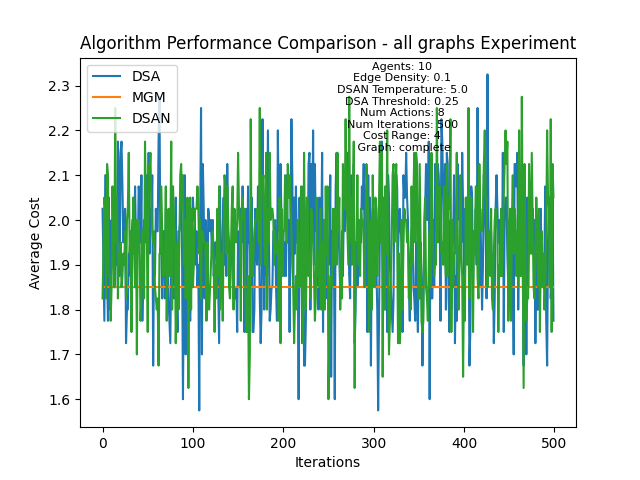 Algorithm Performance Comparison - all graphs Experiment
DSA
MGM
DSAN
Agents: 10
Edge Density: 0.1
DSAN Temperature: 5.0
DSA Threshold: 0.25
Num Actions: 8
Num Iterations: 500
Cost Range: 4
Graph: complete
Average Cost
2.3
2.2
2.1
2.0
1.9
1.8
1.7
1.6
0
100
200
300
400
500
Iterations